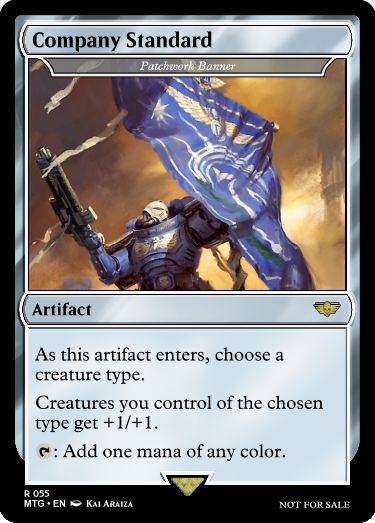 Company Standard
Patchwork Banner
Artifact
As this artifact enters, choose a
creature type.
Creatures you control of the chosen
type get +1/+1.
: Add one mana of any color.
R 055
MTG • EN Kai Araiza
NOT FOR SALE